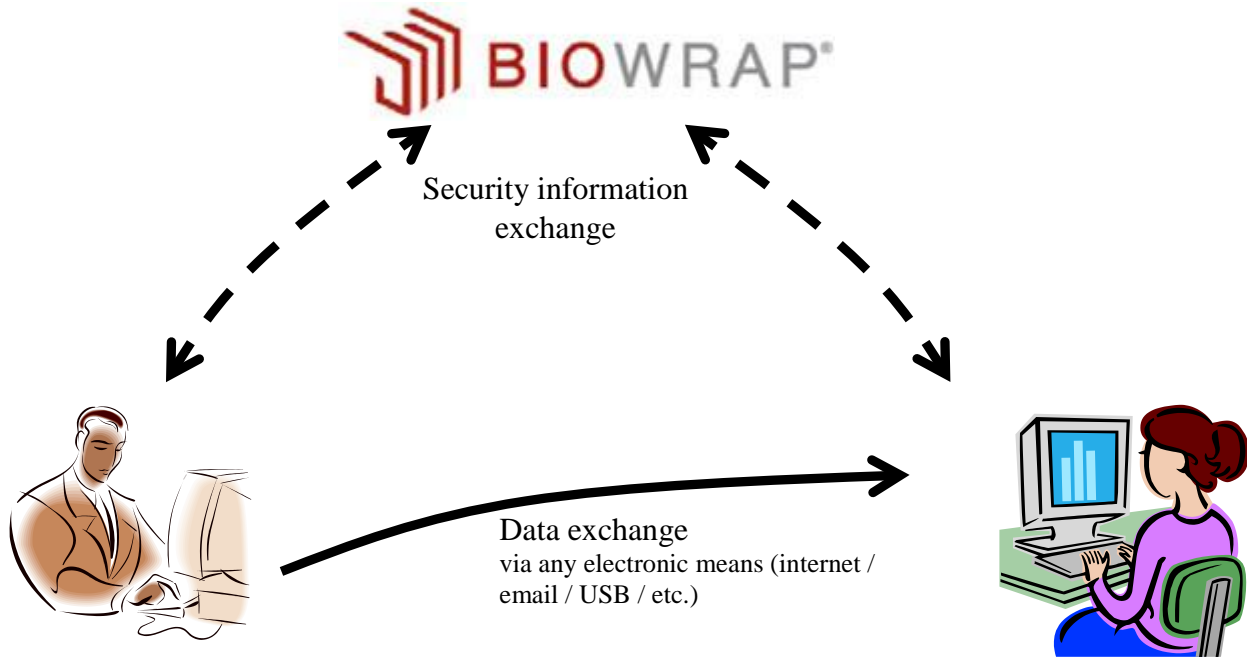 BIOWRAP®
Security information
exchange
Data exchange
via any electronic means (internet /
email / USB / etc.)